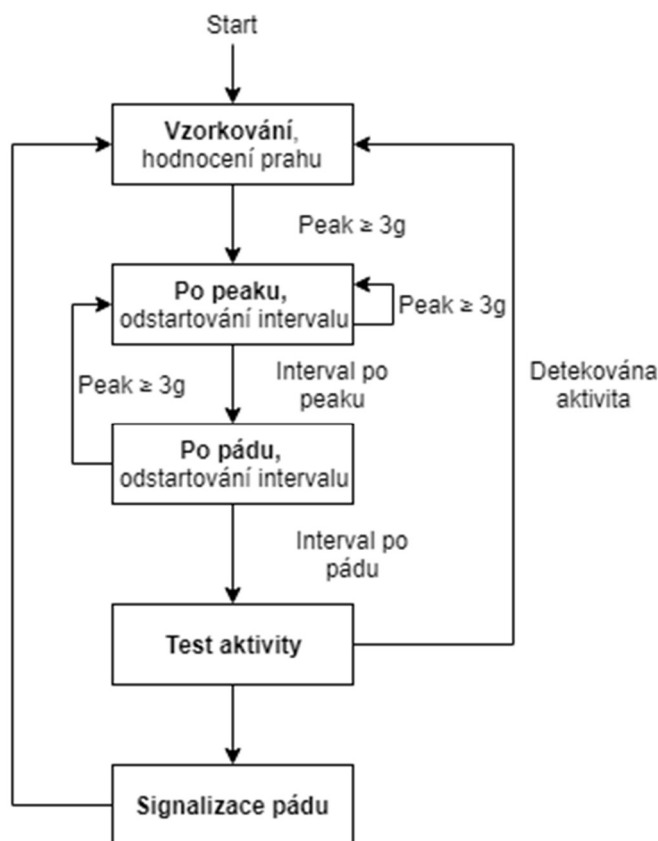 Start
Vzorkování,
hodnocení prahu
Peak ≥ 3g
Po peaku,
odstartování intervalu
Peak ≥ 3g
Interval po
peaku
Peak ≥ 3g
Detekována
aktivita
Po pádu,
odstartování intervalu
Interval po
pádu
Test aktivity
Signalizace pádu